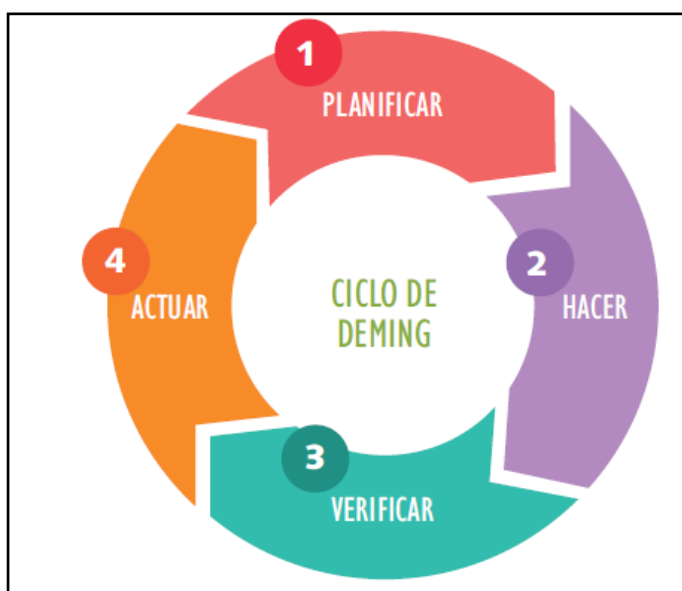 1
PLANIFICAR
2
HACER
3
VERIFICAR
4
ACTUAR
CICLO DE
DEMING